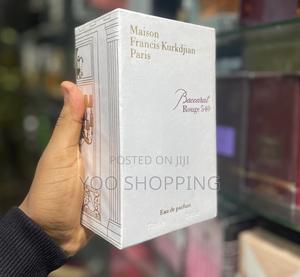 Maison
Francis Kurkdjian
Paris
Baccarat
Rouge 540
POSTED ON JIJI
YOO SHOPPING
Eau de parfum